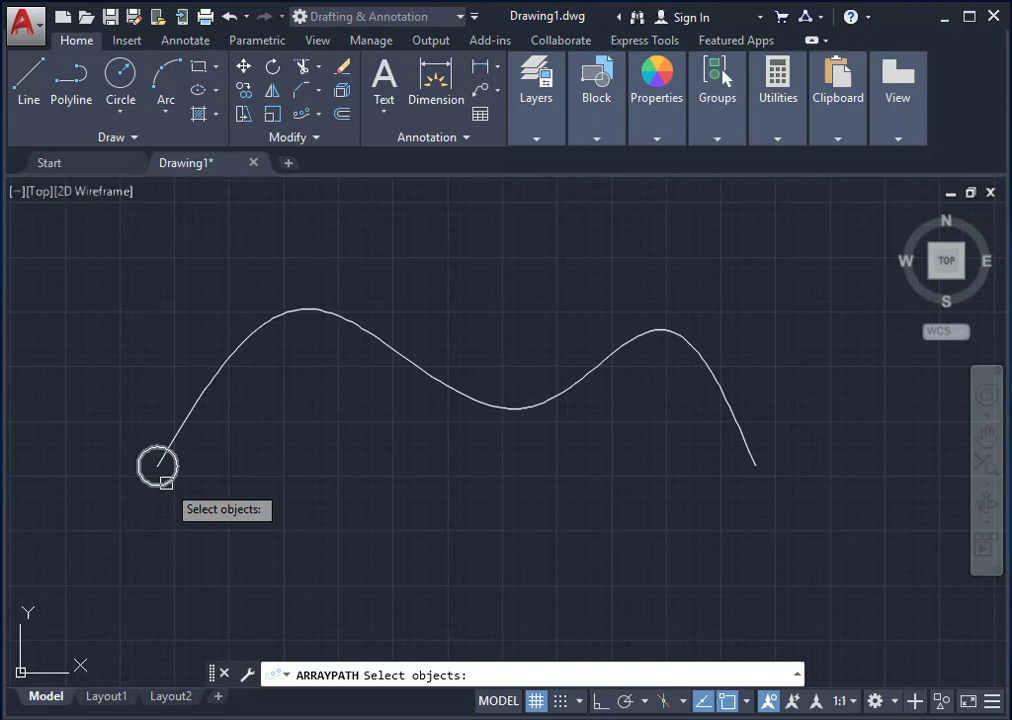 Drafting & Annotation
Drawing1.dwg
Sign In
Home
Insert
Annotate
Parametric
View
Manage
Output
Add-ins
Collaborate
Express Tools
Featured Apps
Line
Polyline
Circle
Arc
Text
Dimension
Layers
Block
Properties
Groups
Utilities
Clipboard
View
Draw
Modify
Annotation
Start
Drawing1*
[−][Top][2D Wireframe]
N
W
TOP
E
S
WCS
Select objects:
Y
X
ARRAYPATH Select objects:
Model
Layout1
Layout2
MODEL
1:1